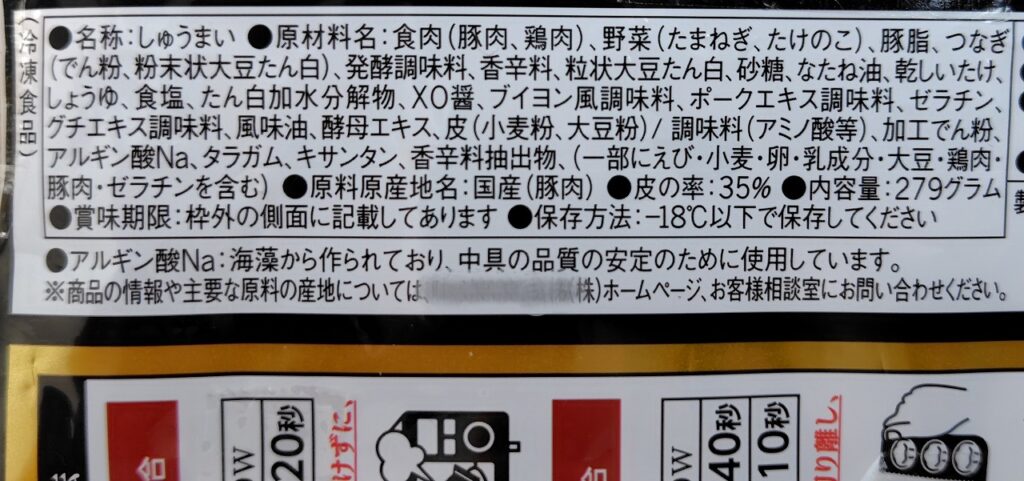 (冷凍食品)
●名称:しゅうまい ●原材料名:食肉(豚肉、鶏肉)、野菜(たまねぎ、たけのこ)、豚脂、つなぎ
(でん粉、粉末状大豆たん白)、発酵調味料、香辛料、粒状大豆たん白、砂糖、なたね油、乾しいたけ、
しょうゆ、食塩、たん白加水分解物、XO醤、ブイヨン風調味料、ポークエキス調味料、ゼラチン、
グチエキス調味料、風味油、酵母エキス、皮(小麦粉、大豆粉)/ 調味料(アミノ酸等)、加工でん粉、
アルギン酸Na、タラガム、キサンタン、香辛料抽出物、(一部にえび・小麦・卵・乳成分・大豆・鶏肉・
豚肉・ゼラチンを含む) ●原料原産地名:国産(豚肉) ●皮の率:35% ●内容量:279グラム
●賞味期限:枠外の側面に記載してあります ●保存方法:-18℃以下で保存してください
●アルギン酸Na:海藻から作られており、中具の品質の安定のために使用しています。
※商品の情報や主要な原料の産地については、(株)ホームページ、お客様相談室にお問い合わせください。
20秒
けずに、
40秒
10秒
り離し、